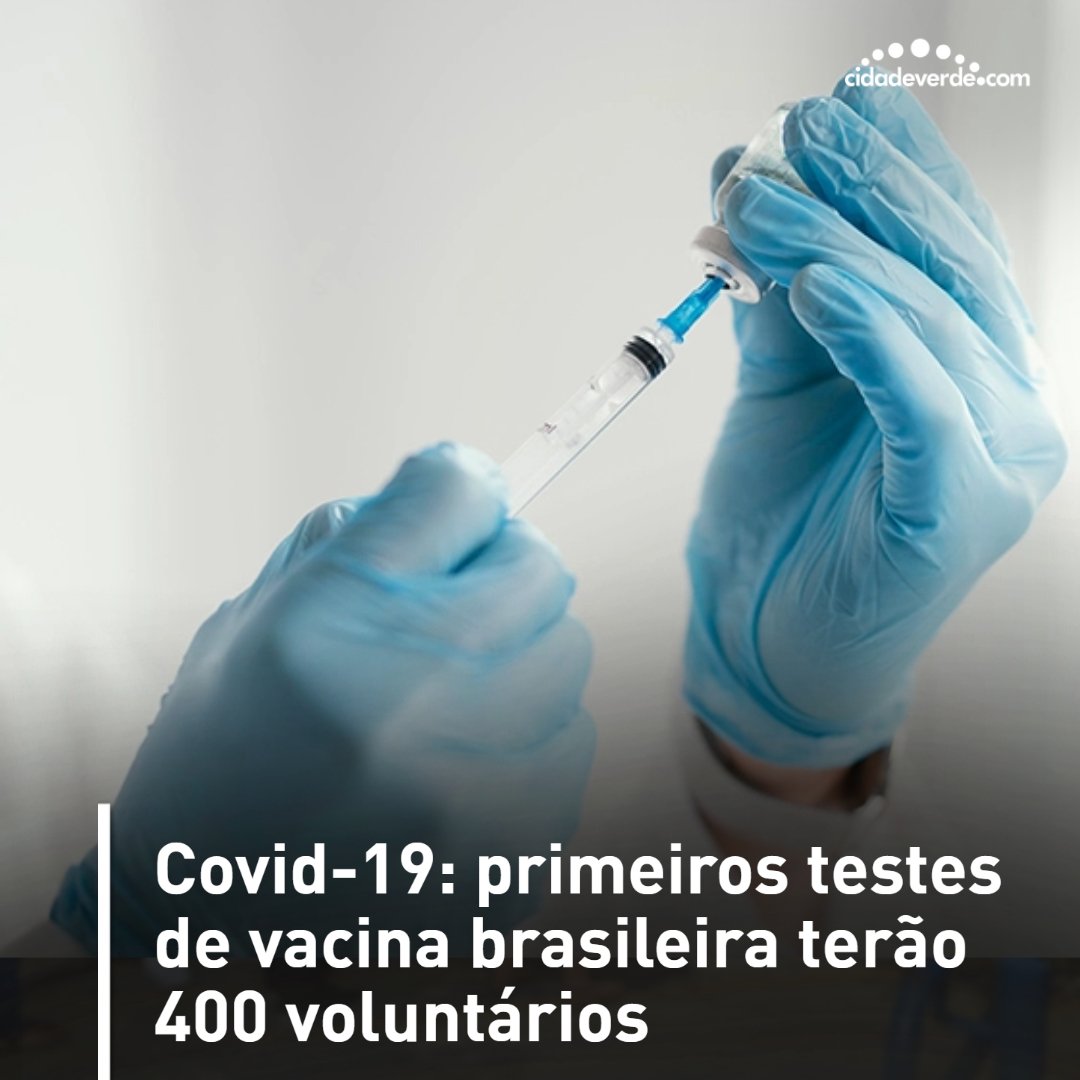 cidadeverde.com
Covid-19: primeiros testes
de vacina brasileira terão
400 voluntários